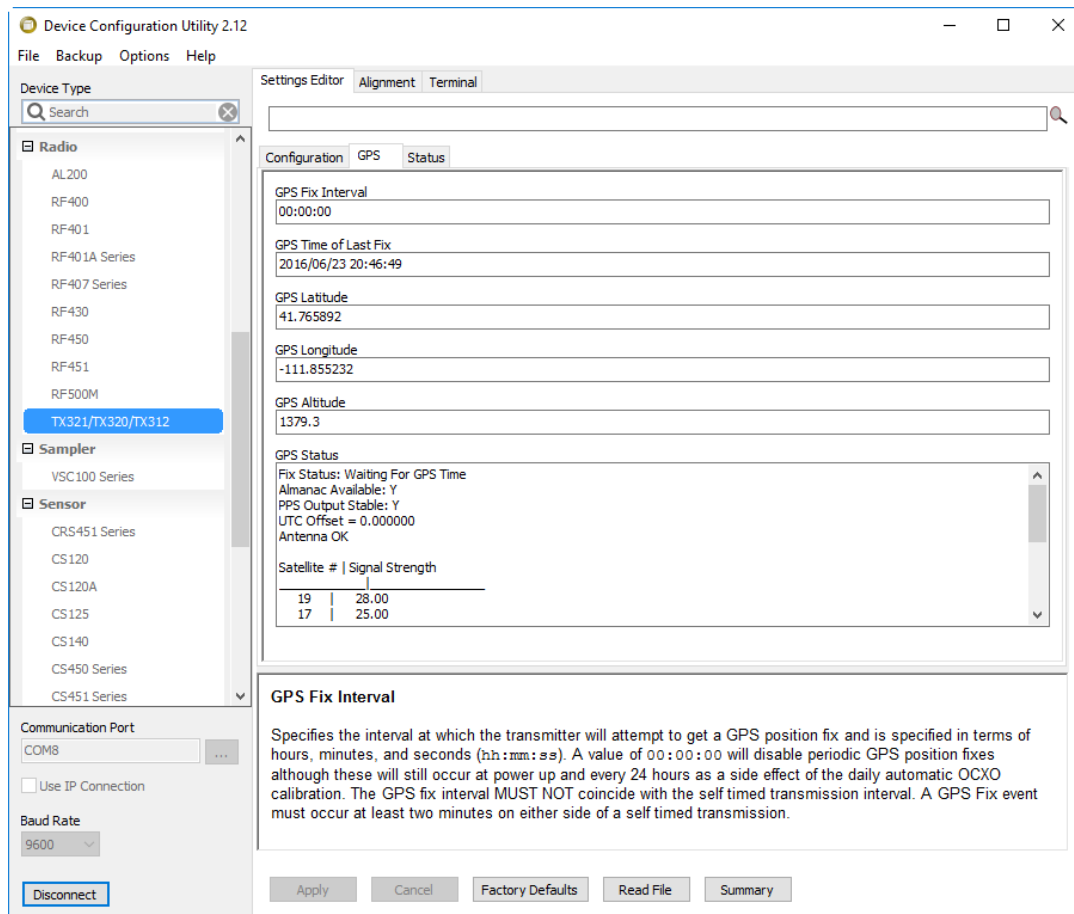 Device Configuration Utility 2.12
File Backup Options Help
Device Type
Search
Radio
AL200
RF400
RF401
RF401A Series
RF407 Series
RF430
RF450
RF451
RF500M
TX321/TX320/TX312
Sampler
VSC100 Series
Sensor
CRS451 Series
CS120
CS120A
CS125
CS140
CS450 Series
CS451 Series
Communication Port
COM8
...
Use IP Connection
Baud Rate
9600
Disconnect
Settings Editor Alignment Terminal
Configuration GPS Status
GPS Fix Interval
00:00:00
GPS Time of Last Fix
2016/06/23 20:46:49
GPS Latitude
41.765892
GPS Longitude
-111.855232
GPS Altitude
1379.3
GPS Status
Fix Status: Waiting For GPS Time
Almanac Available: Y
PPS Output Stable: Y
UTC Offset = 0.000000
Antenna OK
Satellite # | Signal Strength
____________|________________
19 | 28.00
17 | 25.00
GPS Fix Interval
Specifies the interval at which the transmitter will attempt to get a GPS position fix and is specified in terms of
hours, minutes, and seconds (hh:mm:ss). A value of 00:00:00 will disable periodic GPS position fixes
although these will still occur at power up and every 24 hours as a side effect of the daily automatic OCXO
calibration. The GPS fix interval MUST NOT coincide with the self timed transmission interval. A GPS Fix event
must occur at least two minutes on either side of a self timed transmission.
Apply Cancel Factory Defaults Read File Summary